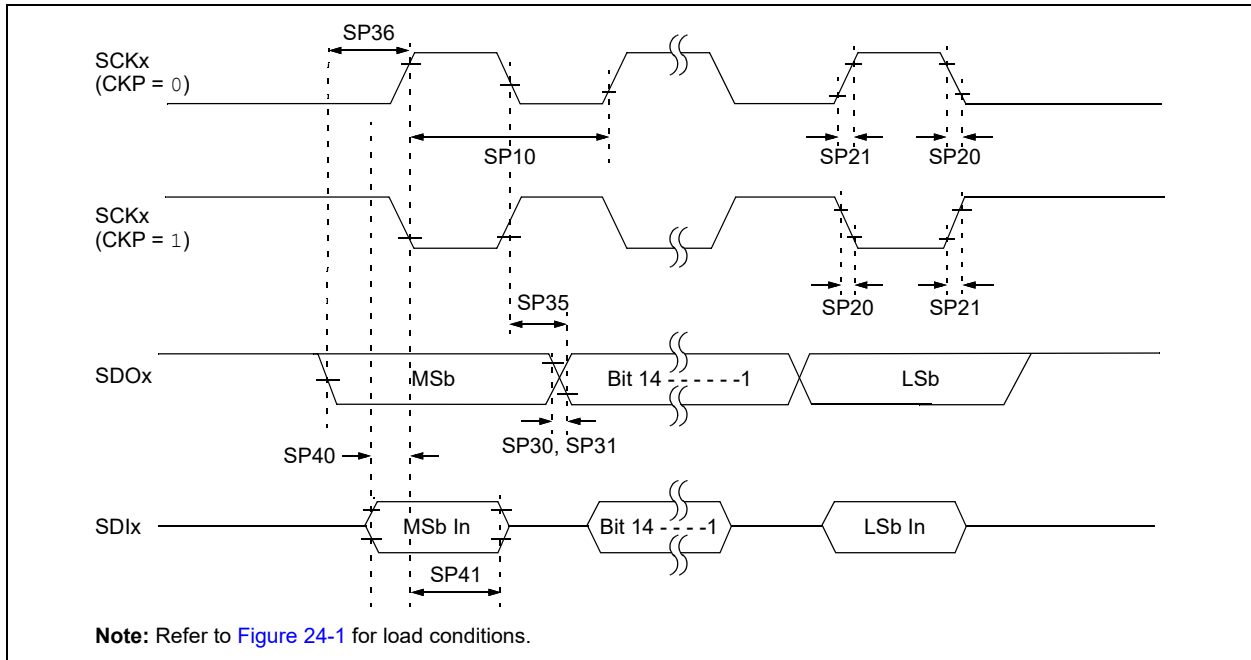 SP36
SCKx
(CKP = 0)
SP10
SP21
SP20
SCKx
(CKP = 1)
SP35
SP20
SP21
SDOx
MSb
Bit 14 - - - - - -1
LSb
SP30, SP31
SP40
SDIx
MSb In
Bit 14 - - - -1
LSb In
SP41
Note: Refer to Figure 24-1 for load conditions.